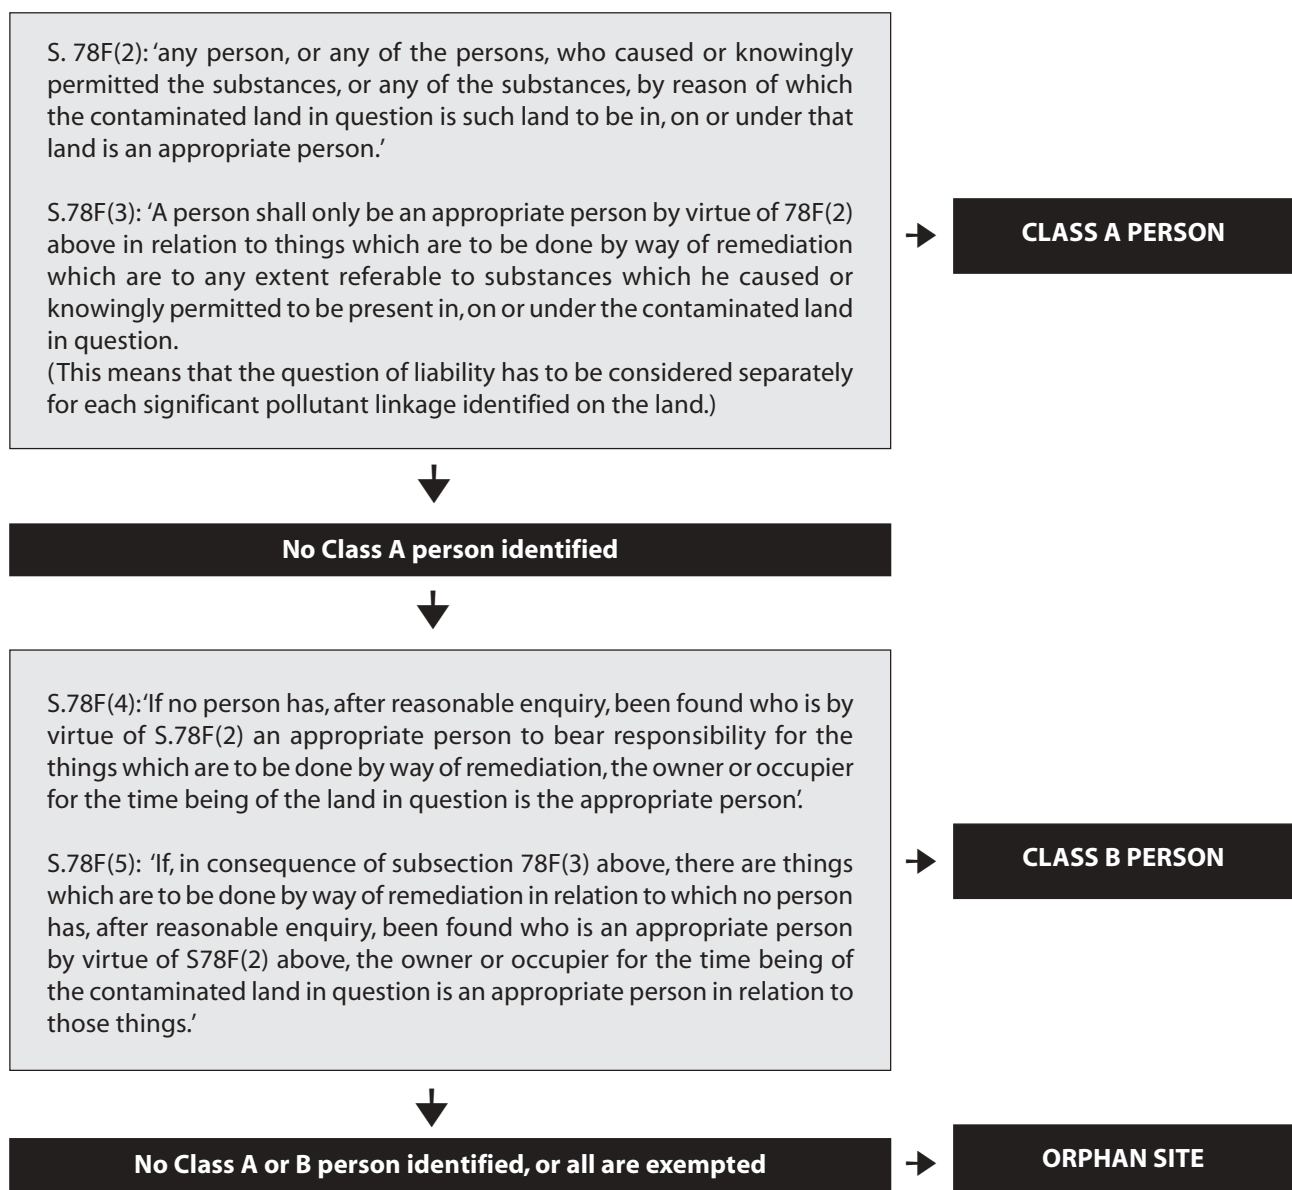 S. 78F(2): ‘any person, or any of the persons, who caused or knowingly
permitted the substances, or any of the substances, by reason of which
the contaminated land in question is such land to be in, on or under that
land is an appropriate person.’
S.78F(3): ‘A person shall only be an appropriate person by virtue of 78F(2)
above in relation to things which are to be done by way of remediation
which are to any extent referable to substances which he caused or
knowingly permitted to be present in, on or under the contaminated land
in question.
(This means that the question of liability has to be considered separately
for each significant pollutant linkage identified on the land.)
CLASS A PERSON
No Class A person identified
S.78F(4): ‘If no person has, after reasonable enquiry, been found who is by
virtue of S.78F(2) an appropriate person to bear responsibility for the
things which are to be done by way of remediation, the owner or occupier
for the time being of the land in question is the appropriate person’.
S.78F(5): ‘If, in consequence of subsection 78F(3) above, there are things
which are to be done by way of remediation in relation to which no person
has, after reasonable enquiry, been found who is an appropriate person
by virtue of S78F(2) above, the owner or occupier for the time being of
the contaminated land in question is an appropriate person in relation to
those things.’
CLASS B PERSON
No Class A or B person identified, or all are exempted
ORPHAN SITE